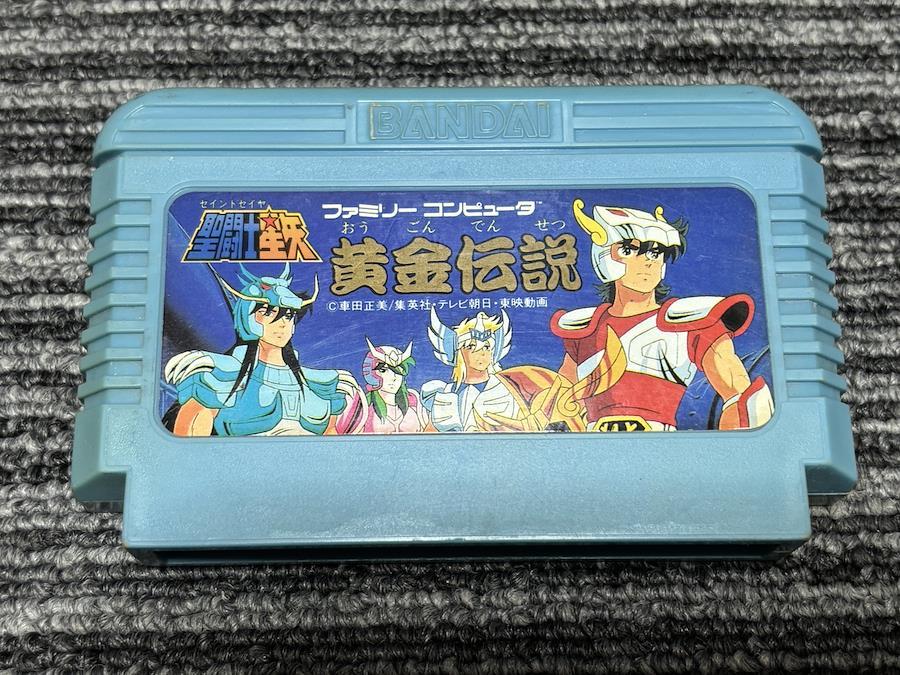 BANDAI
セイントセイヤ
聖闘士星矢
ファミリー コンピュータ™
おう ごん でん せつ
黄金伝説
©車田正美/集英社・テレビ朝日・東映動画